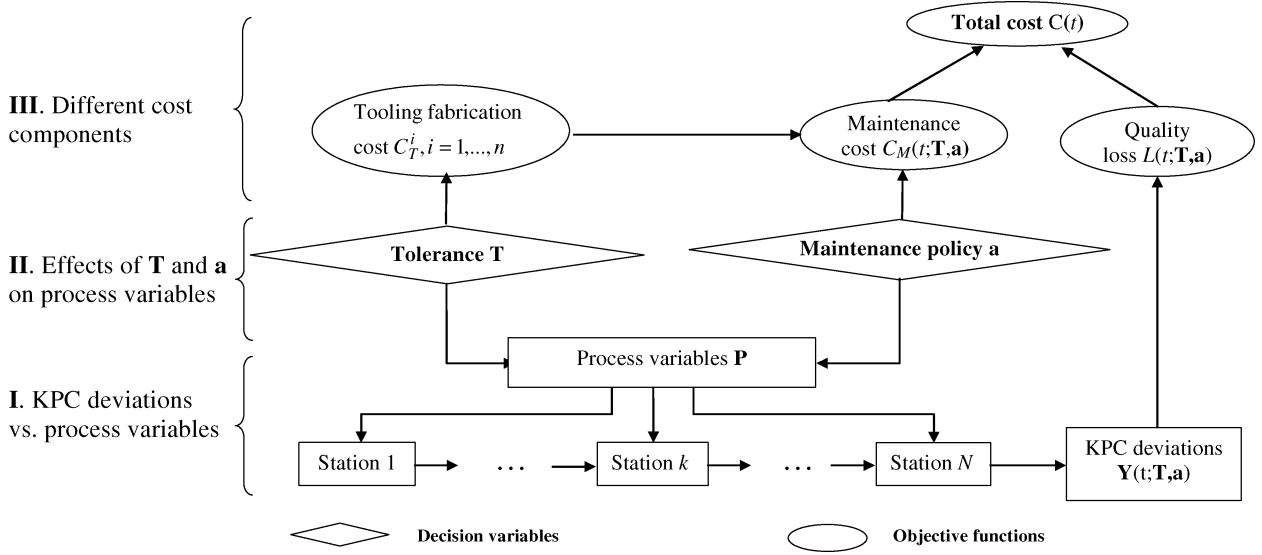 Total cost C(t)
III. Different cost
components
Tooling fabrication
cost C_T^i, i = 1,...,n
Maintenance
cost C_M(t;T,a)
Quality
loss L(t;T,a)
II. Effects of T and a
on process variables
Tolerance T
Maintenance policy a
I. KPC deviations
vs. process variables
Process variables P
Station 1
...
Station k
...
Station N
KPC deviations
Y(t;T,a)
Decision variables
Objective functions